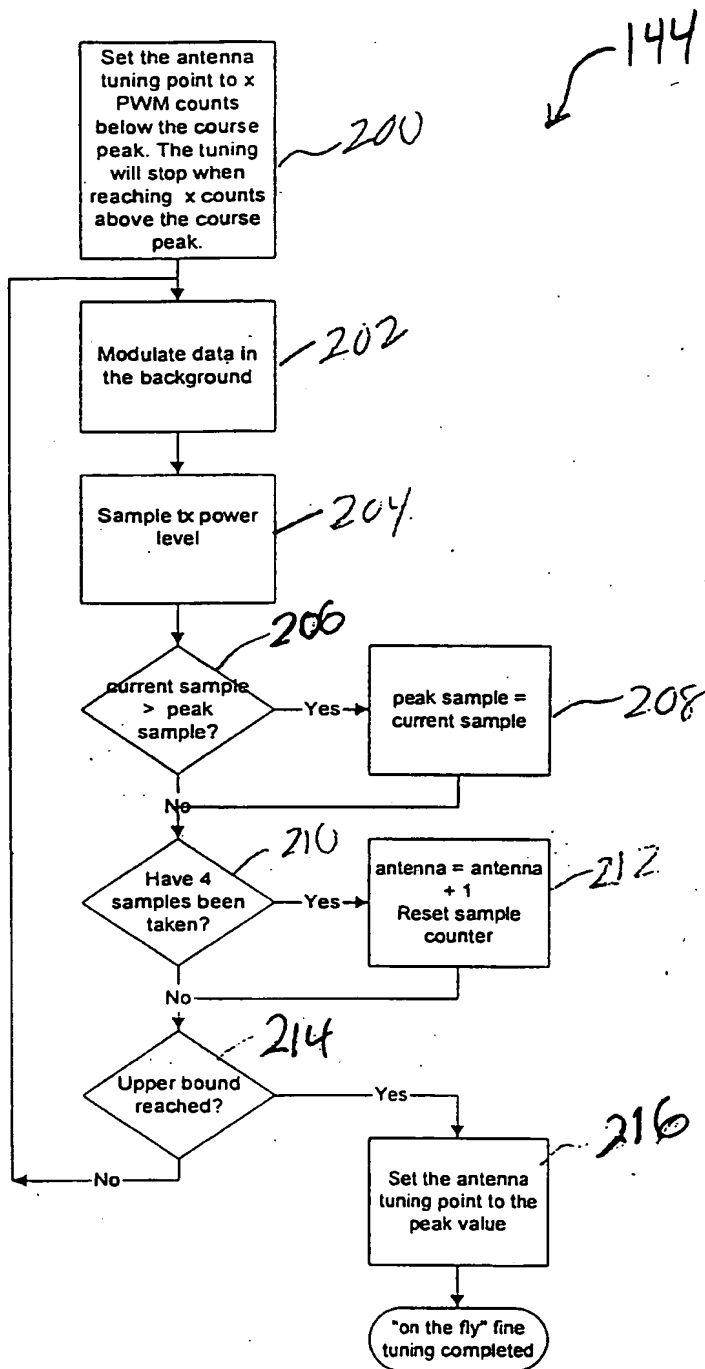 Set the antenna
tuning point to x
PWM counts
below the course
peak. The tuning
will stop when
reaching x counts
above the course
peak.
144
200
Modulate data in
the background
202
Sample tx power
level
204
206
current sample
> peak
sample?
Yes
peak sample =
current sample
208
No
210
Have 4
samples been
taken?
Yes
antenna = antenna
+ 1
Reset sample
counter
212
No
214
Upper bound
reached?
Yes
No
216
Set the antenna
tuning point to the
peak value
"on the fly" fine
tuning completed